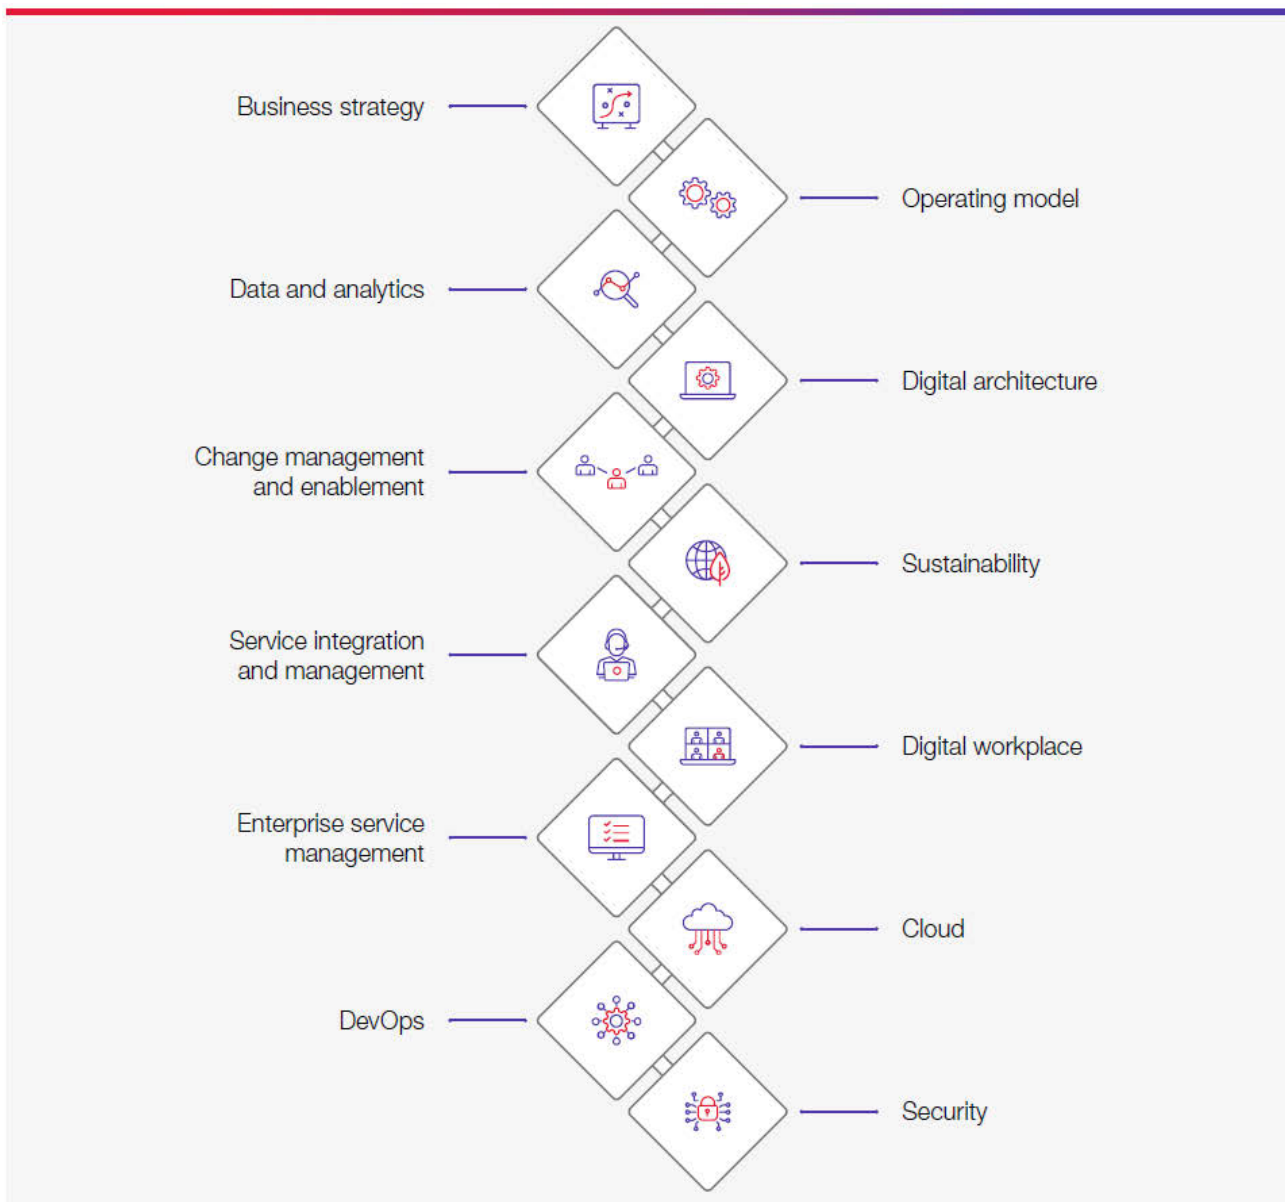 Business strategy
Operating model
Data and analytics
Digital architecture
Change management
and enablement
Sustainability
Service integration
and management
Digital workplace
Enterprise service
management
Cloud
DevOps
Security